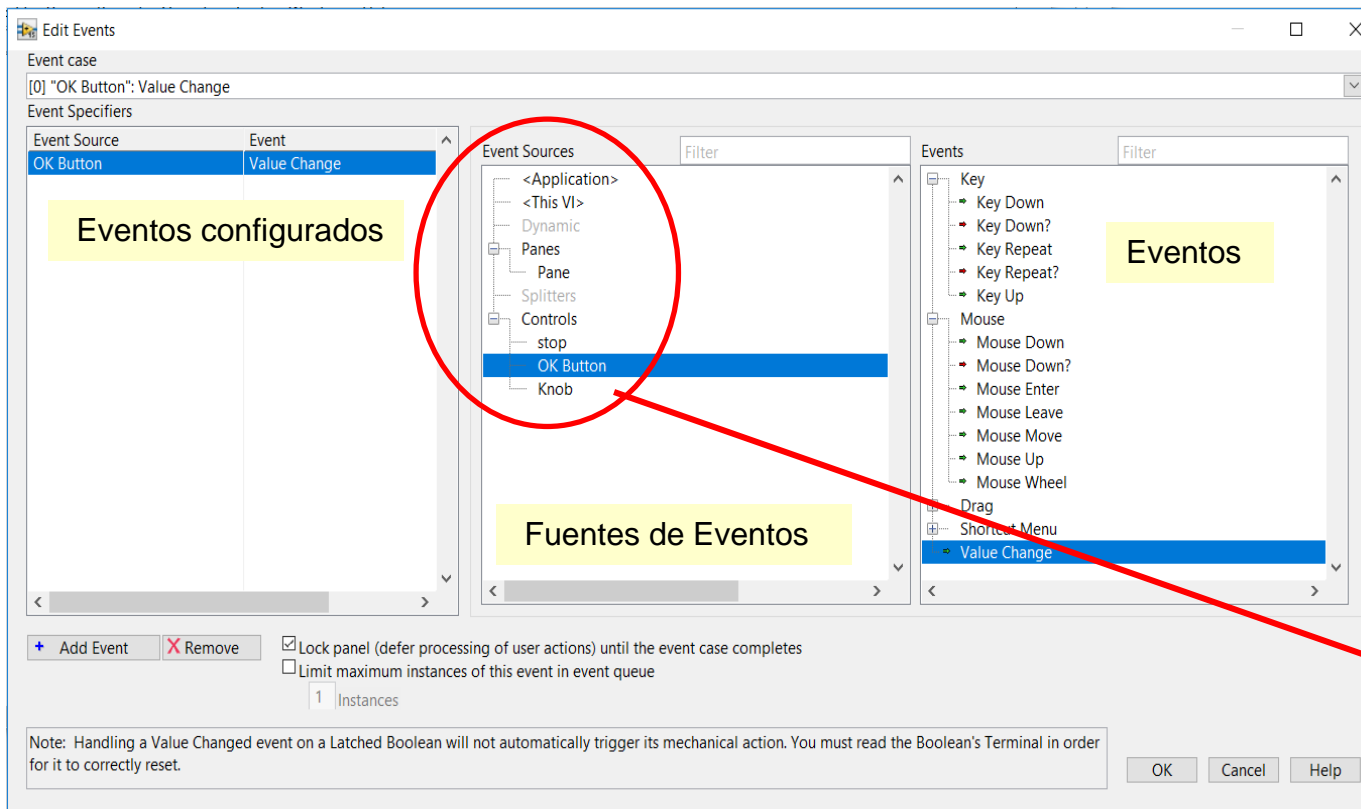 Edit Events
Event case
[0] "OK Button": Value Change
Event Specifiers
Event Source Event
OK Button Value Change
Eventos configurados
Event Sources Filter
<Application>
<This VI>
Dynamic
Panes
Pane
Splitters
Controls
stop
OK Button
Knob
Fuentes de Eventos
Events Filter
Key
Key Down
Key Down?
Key Repeat
Key Repeat?
Key Up
Eventos
Mouse
Mouse Down
Mouse Down?
Mouse Enter
Mouse Leave
Mouse Move
Mouse Up
Mouse Wheel
Drag
Shortcut Menu
Value Change
+ Add Event X Remove
Lock panel (defer processing of user actions) until the event case completes
Limit maximum instances of this event in event queue
1 Instances
Note: Handling a Value Changed event on a Latched Boolean will not automatically trigger its mechanical action. You must read the Boolean's Terminal in order
for it to correctly reset.
OK Cancel Help